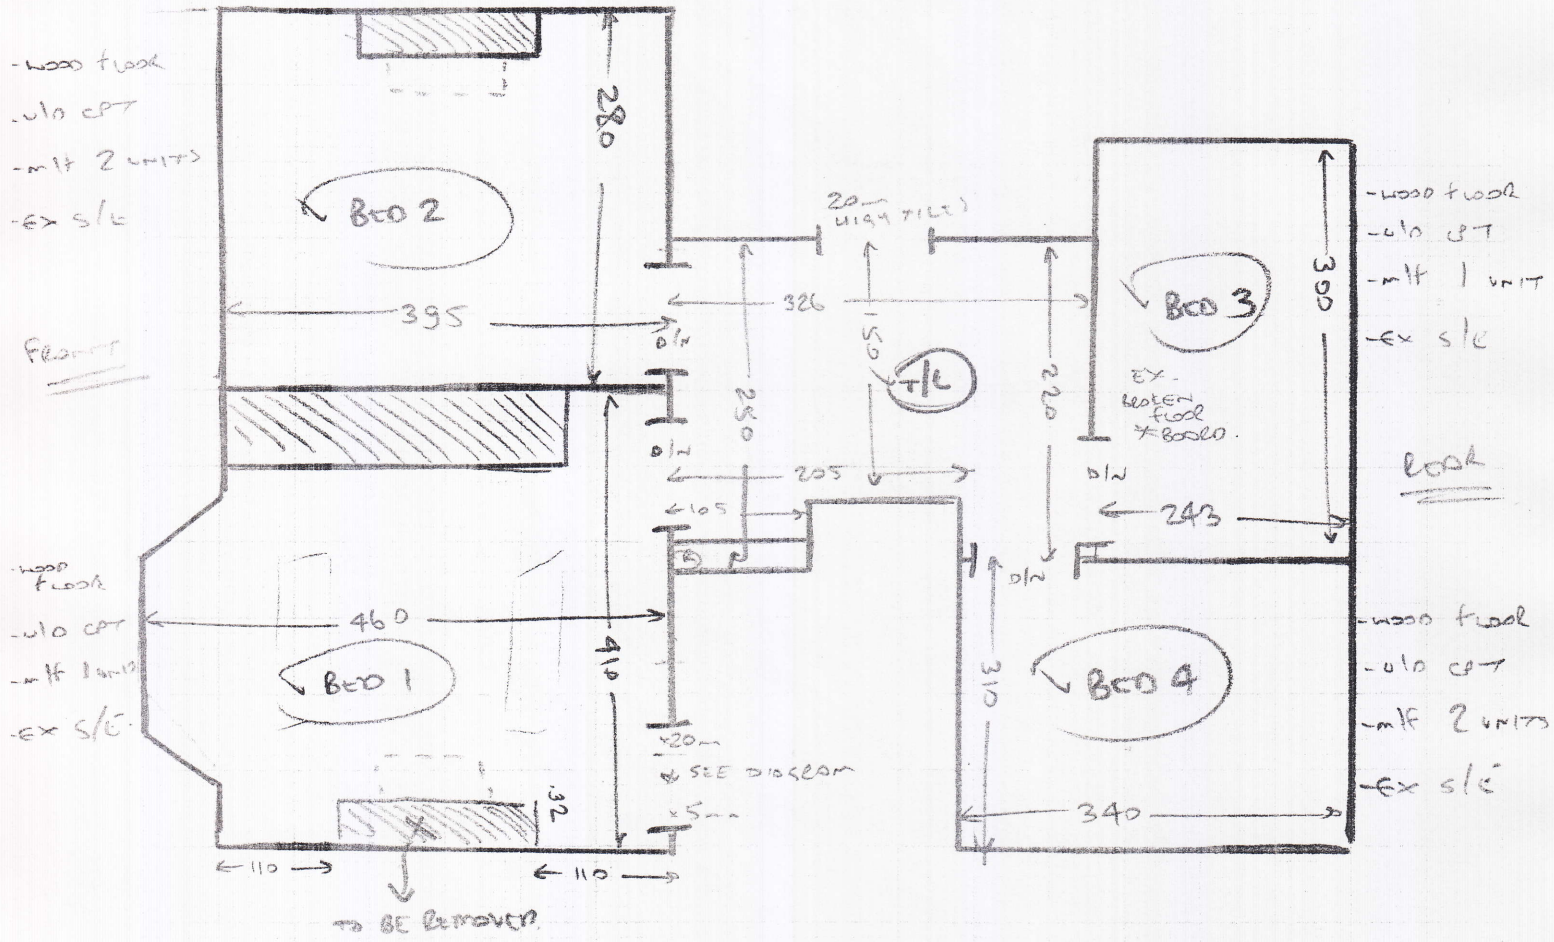 -WOOD FLOOR
-U/D CPT
-M/F 2 UNITS
-EX S/E
280
BED 2
395
D/N
FRONT
20mm
HIGH TILES
326
150
T/L
250
220
BED 3
300
EX-
BROKEN
FLOOR
*BOARD.
-WOOD FLOOR
-U/D CPT
-M/F 1 UNIT
-EX S/E
REAR
D/N
205
105
D/N
243
D/N
-WOOD
FLOOR
-U/D CPT
-M/F 1 UNIT
-EX S/E
460
410
BED 1
310
BED 4
-WOOD FLOOR
-U/D CPT
-M/F 2 UNITS
-EX S/E
SEE DIAGRAM
.32
X
340
110
110
TO BE REMOVED